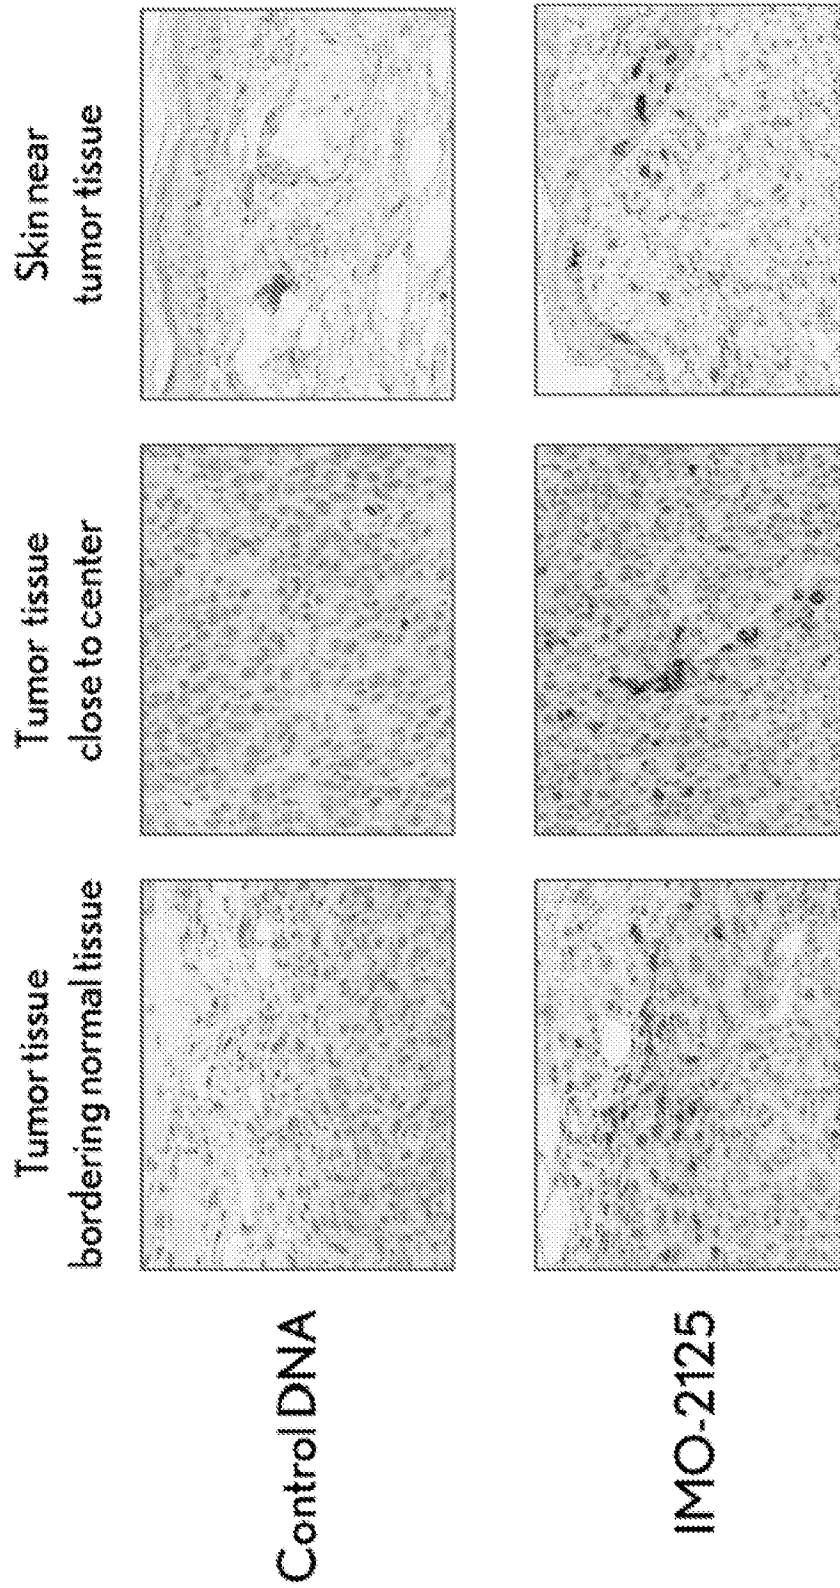 Tumor tissue
bordering normal tissue
Tumor tissue
close to center
Skin near
tumor tissue
Control DNA
IMO-2125